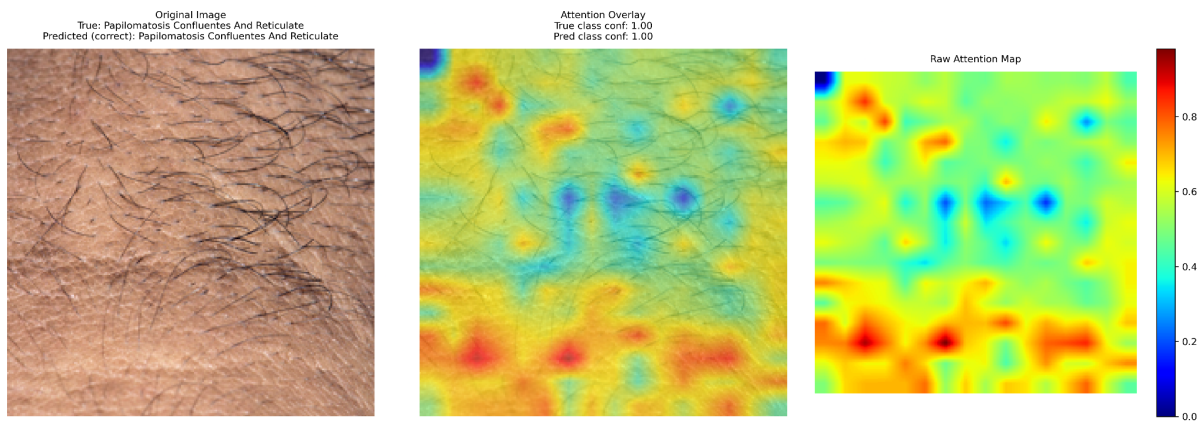 Original Image
True: Papilomatosis Confluentes And Reticulate
Predicted (correct): Papilomatosis Confluentes And Reticulate
Attention Overlay
True class conf: 1.00
Pred class conf: 1.00
Raw Attention Map
0.8
0.6
0.4
0.2
0.0